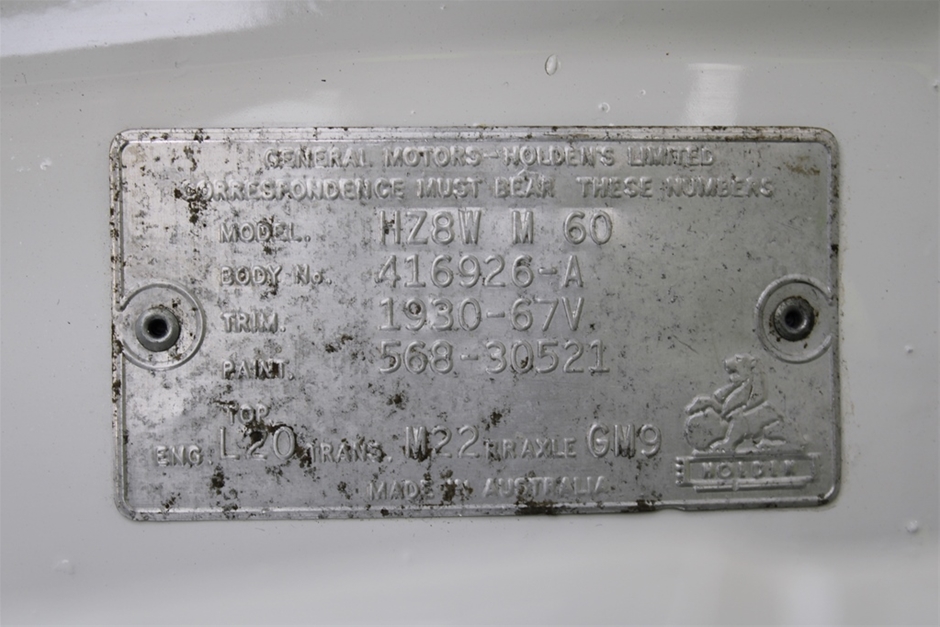 GENERAL MOTORS-HOLDEN'S LIMITED
CORRESPONDENCE MUST BEAR THESE NUMBERS
MODEL. HZ8W M 60
BODY No. 416926-A
TRIM. 1930-67V
PAINT. 568-30521
TOP
ENG L20 TRANS. M22 RR AXLE GM9
HOLDEN
MADE IN AUSTRALIA